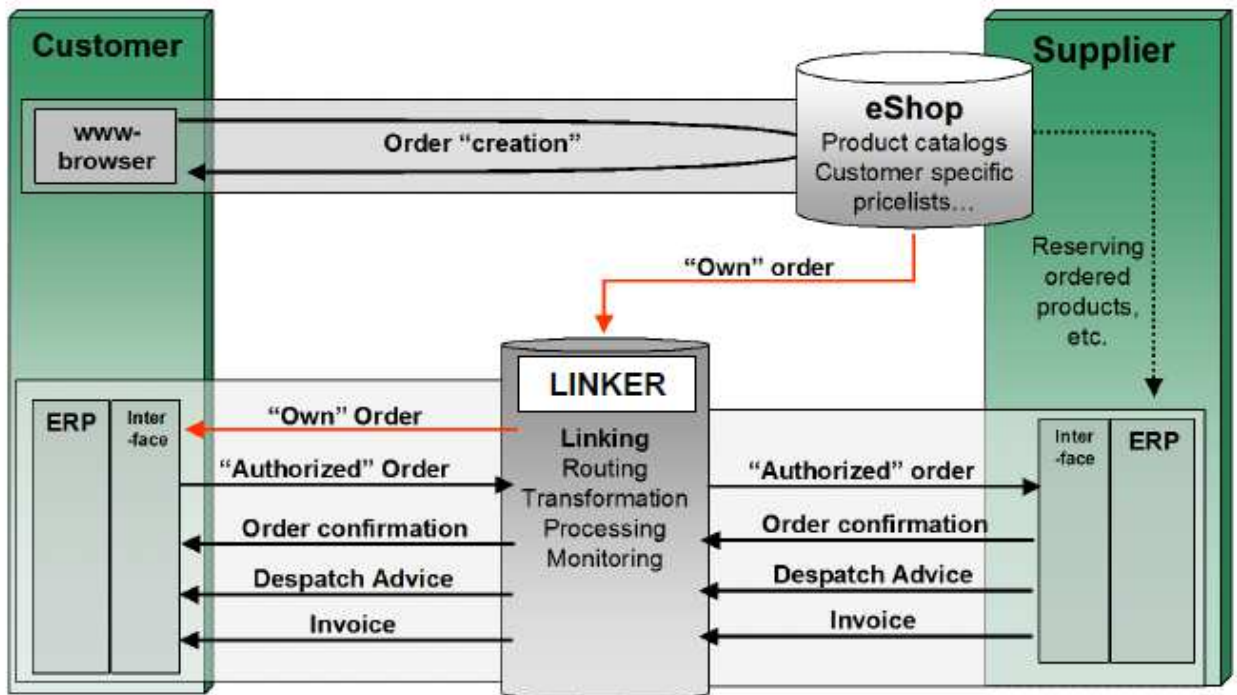 Customer
Supplier
www-
browser
Order “creation”
eShop
Product catalogs
Customer specific
pricelists…
“Own” order
Reserving
ordered
products,
etc.
LINKER
Linking
Routing
Transformation
Processing
Monitoring
ERP
Inter
-face
“Own” Order
“Authorized” Order
Order confirmation
Despatch Advice
Invoice
“Authorized” order
Order confirmation
Despatch Advice
Invoice
Inter
-face
ERP